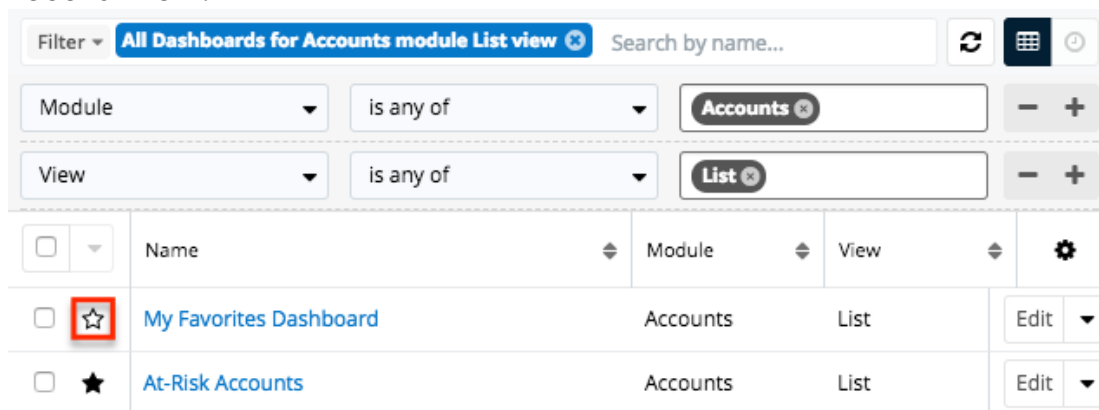 Filter All Dashboards for Accounts module List view Search by name...
Module is any of Accounts
View is any of List
Name Module View
My Favorites Dashboard Accounts List Edit
At-Risk Accounts Accounts List Edit